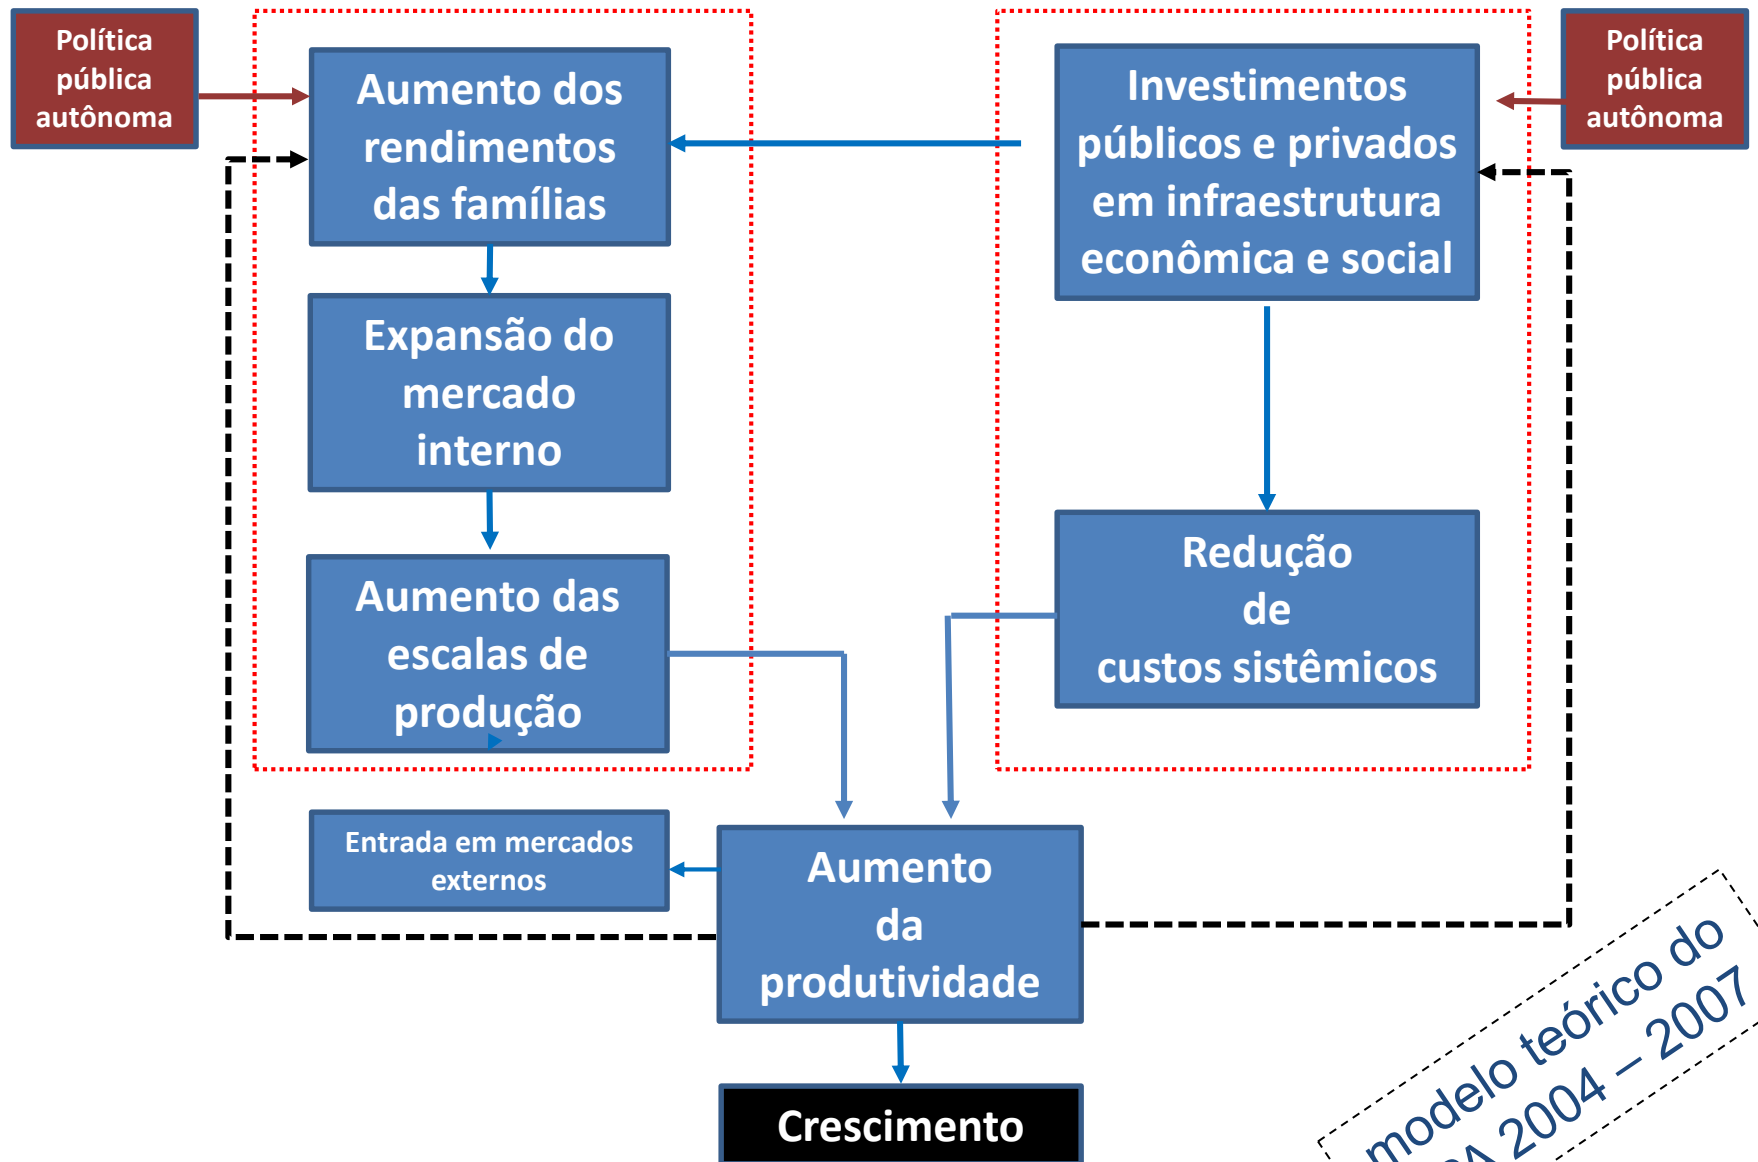 Política
pública
autônoma
Aumento dos
rendimentos
das famílias
Investimentos
públicos e privados
em infraestrutura
econômica e social
Política
pública
autônoma
Expansão do
mercado
interno
Aumento das
escalas de
produção
Redução
de
custos sistêmicos
Entrada em mercados
externos
Aumento
da
produtividade
Crescimento
modelo teórico do
2004 – 2007